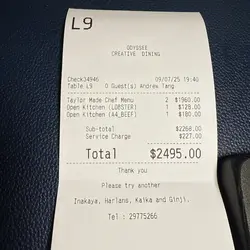 L9
ODYSSEE
CREATIVE DINING
Check34946 09/07/25 19:40
Table L9 0 Guest(s) Andrew Tang
Taylor Made Chef Menu 2 $1960.00
Open Kitchen (LOBSTER) 1 $128.00
Open Kitchen (A4_BEEF) 1 $180.00
Sub-total $2268.00
Service Charge $227.00
Total $2495.00
Thank you
Please try another
Inakaya, Harlans, Kaika and Ginji.
Tel : 29775266